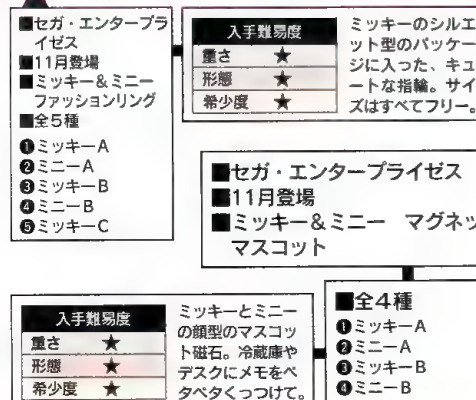 ■セガ・エンタープラ
イゼス
■11月登場
■ミッキー&ミニー
ファッションリング
■全5種
❶ミッキーA
❷ミニーA
❸ミッキーB
❹ミニーB
❺ミッキーC
入手難易度
重さ ★
形態 ★
希少度 ★
ミッキーのシルエ
ット型のパッケー
ジに入った、キュ
ートな指輪。サイ
ズはすべてフリー。
■セガ・エンタープライゼス
■11月登場
■ミッキー&ミニー マグネッ
マスコット
入手難易度
重さ ★
形態 ★
希少度 ★
ミッキーとミニー
の顔型のマスコッ
ト磁石。冷蔵庫や
デスクにメモをペ
タペタくっつけて。
■全4種
❶ミッキーA
❷ミニーA
❸ミッキーB
❹ミニーB